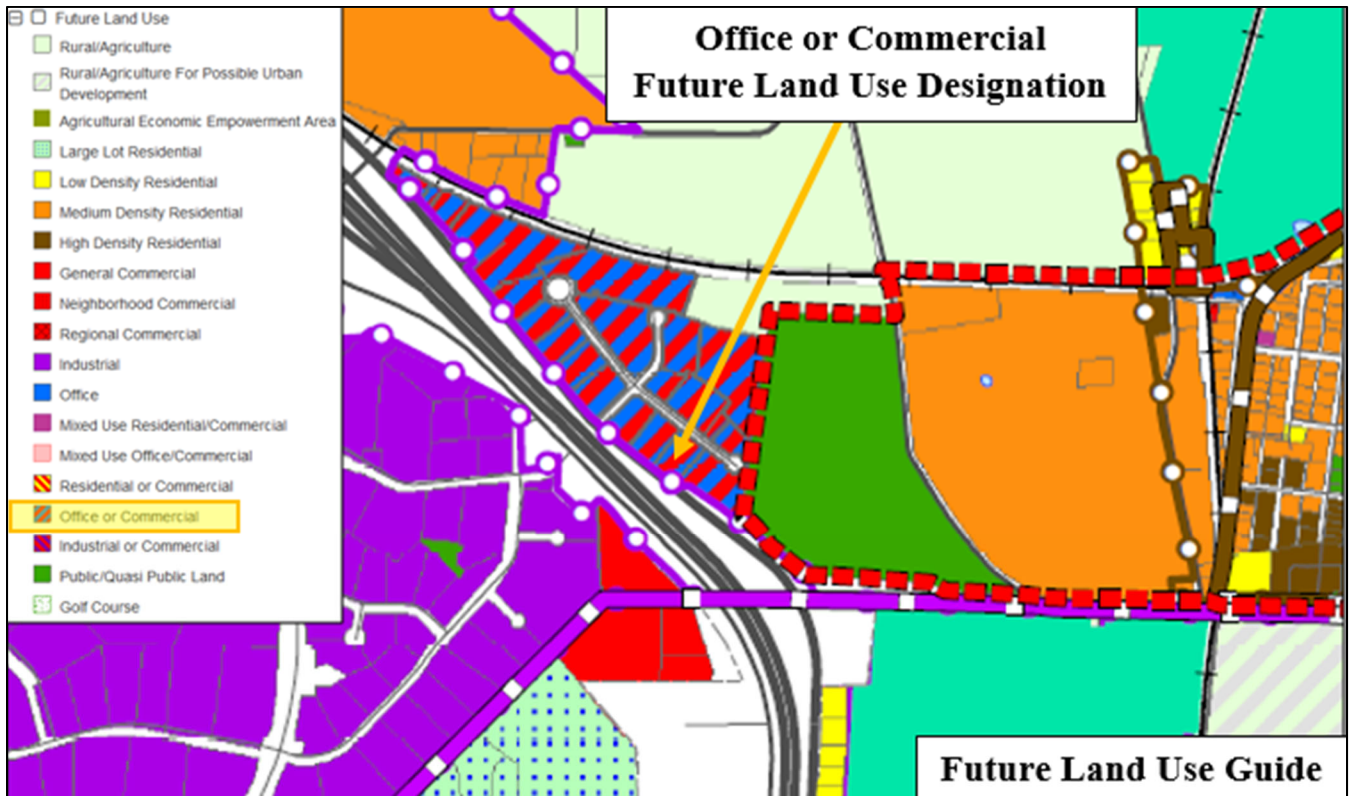 Future Land Use
Rural/Agriculture
Rural/Agriculture For Possible Urban
Development
Agricultural Economic Empowerment Area
Large Lot Residential
Low Density Residential
Medium Density Residential
High Density Residential
General Commercial
Neighborhood Commercial
Regional Commercial
Industrial
Office
Mixed Use Residential/Commercial
Mixed Use Office/Commercial
Residential or Commercial
Office or Commercial
Industrial or Commercial
Public/Quasi Public Land
Golf Course
Office or Commercial
Future Land Use Designation
Future Land Use Guide